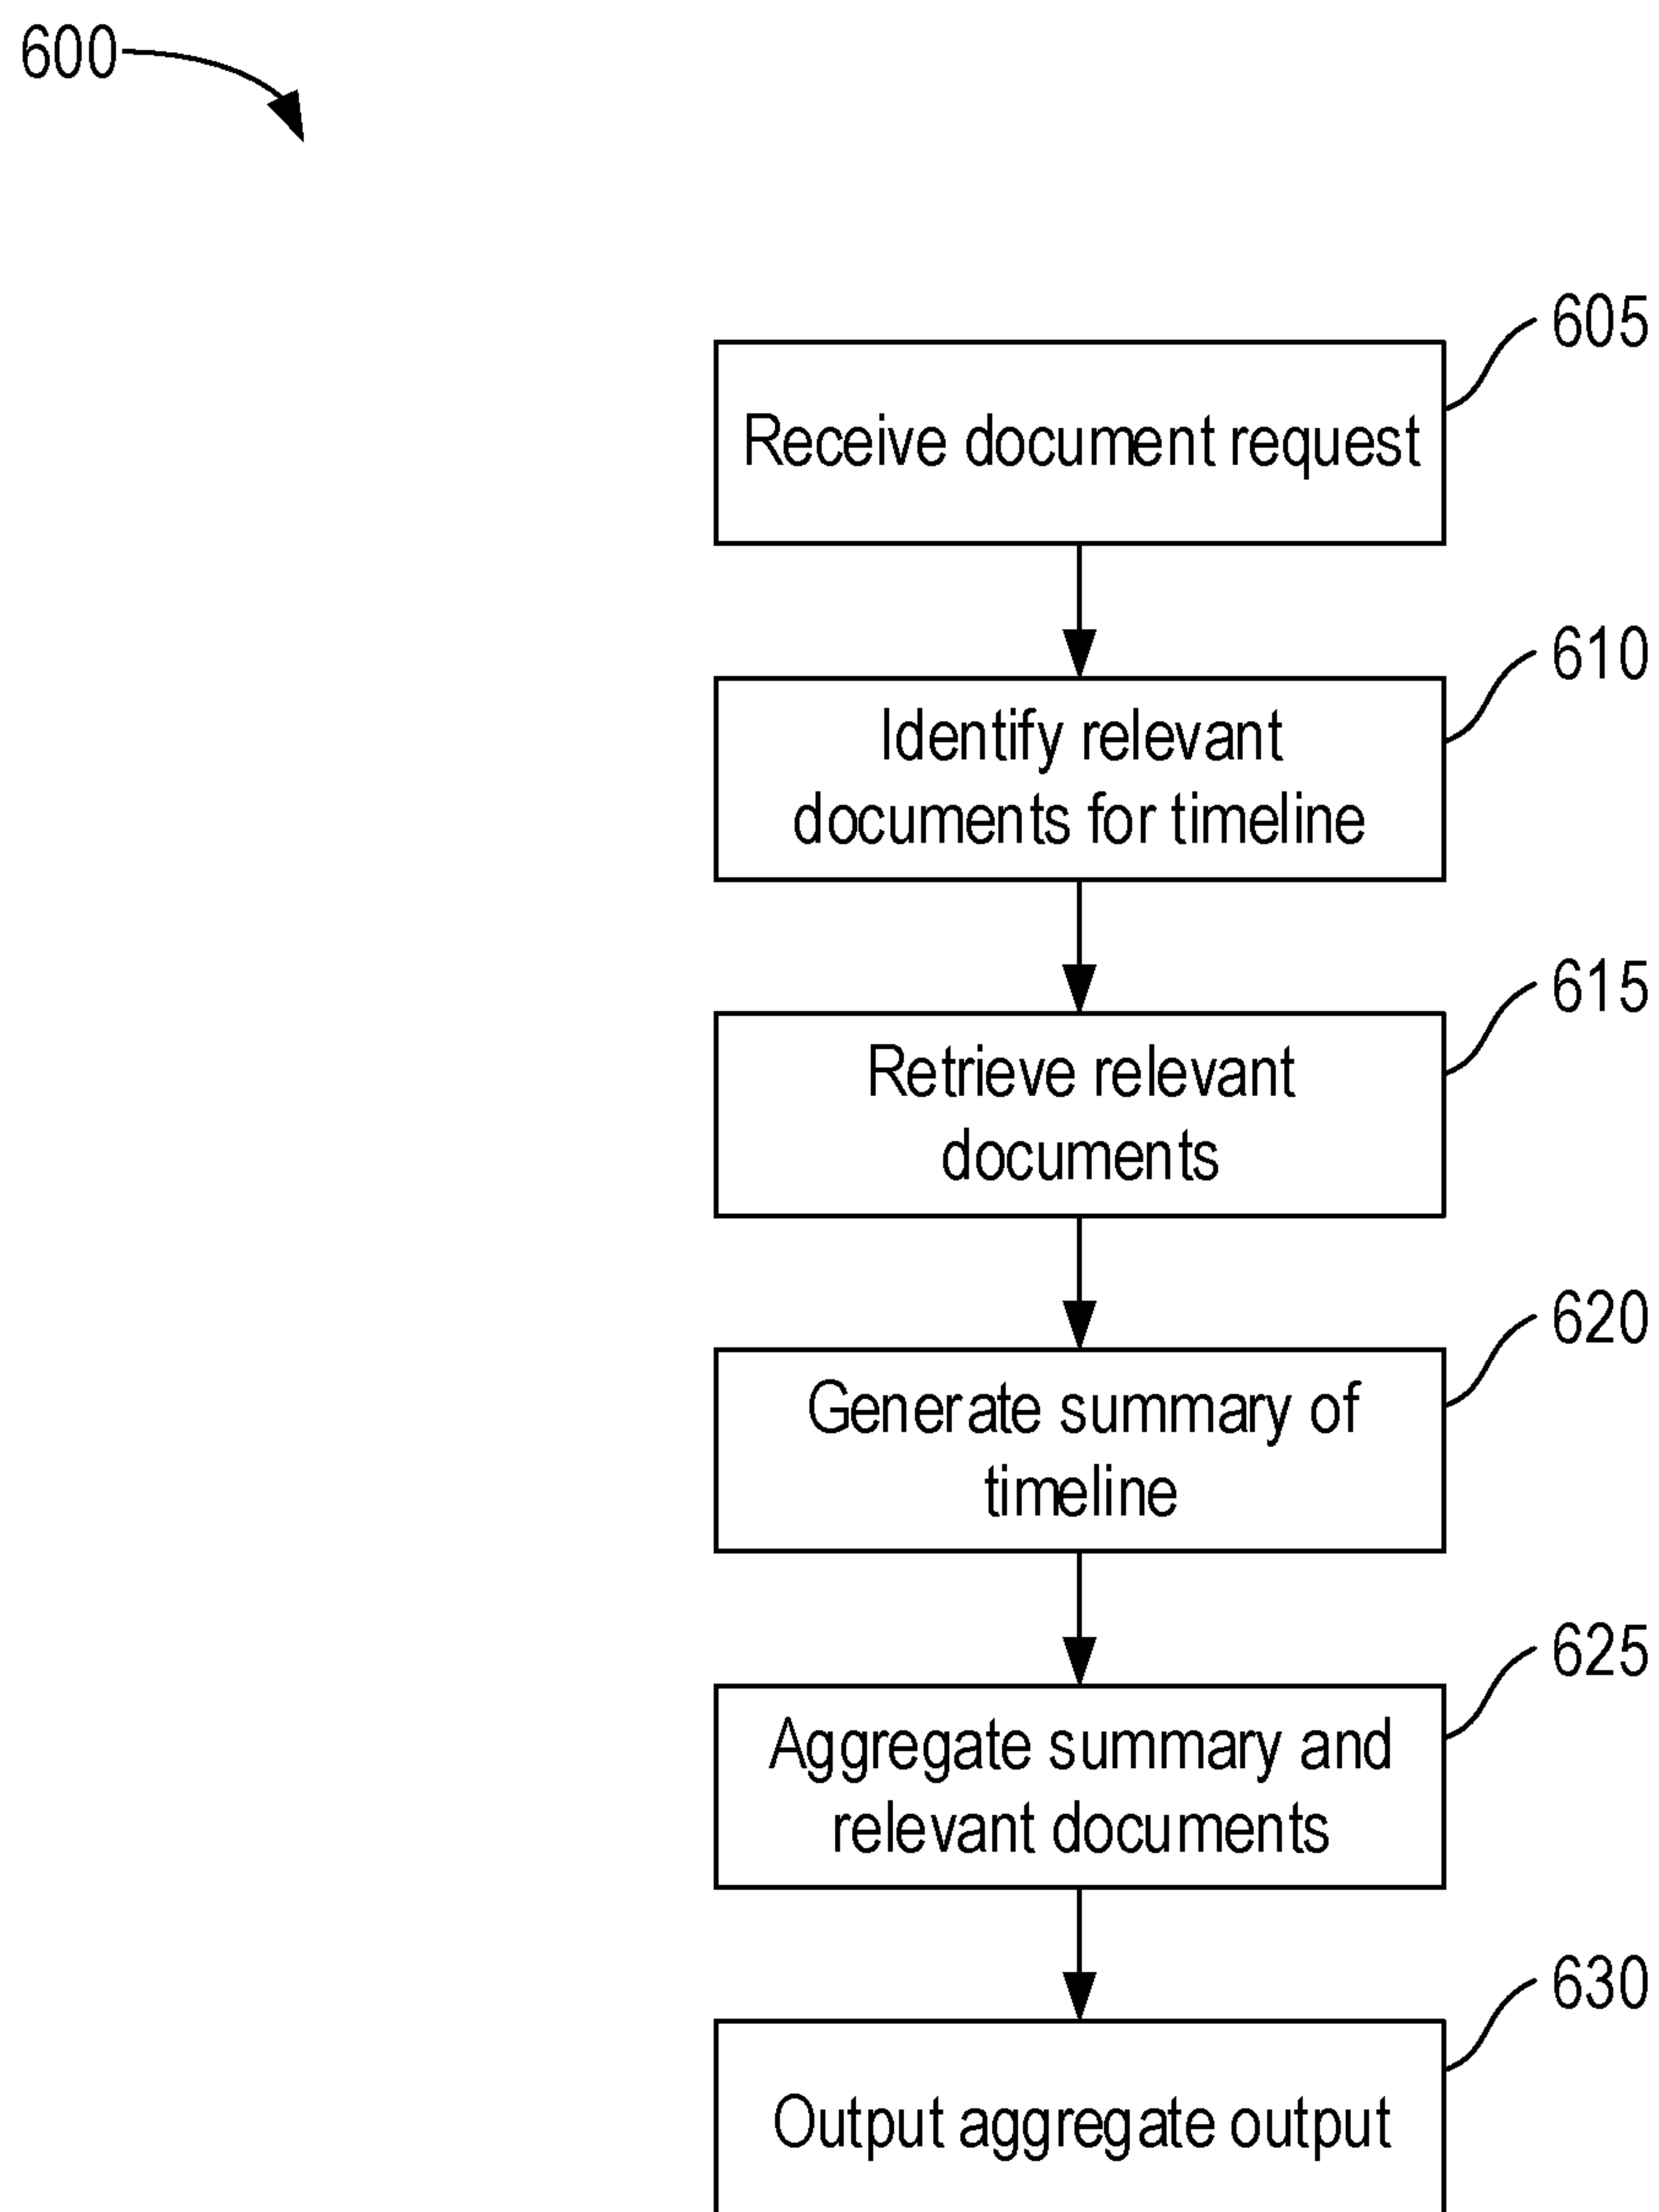 600
605
Receive document request
610
Identify relevant
documents for timeline
615
Retrieve relevant
documents
620
Generate summary of
timeline
625
Aggregate summary and
relevant documents
630
Output aggregate output